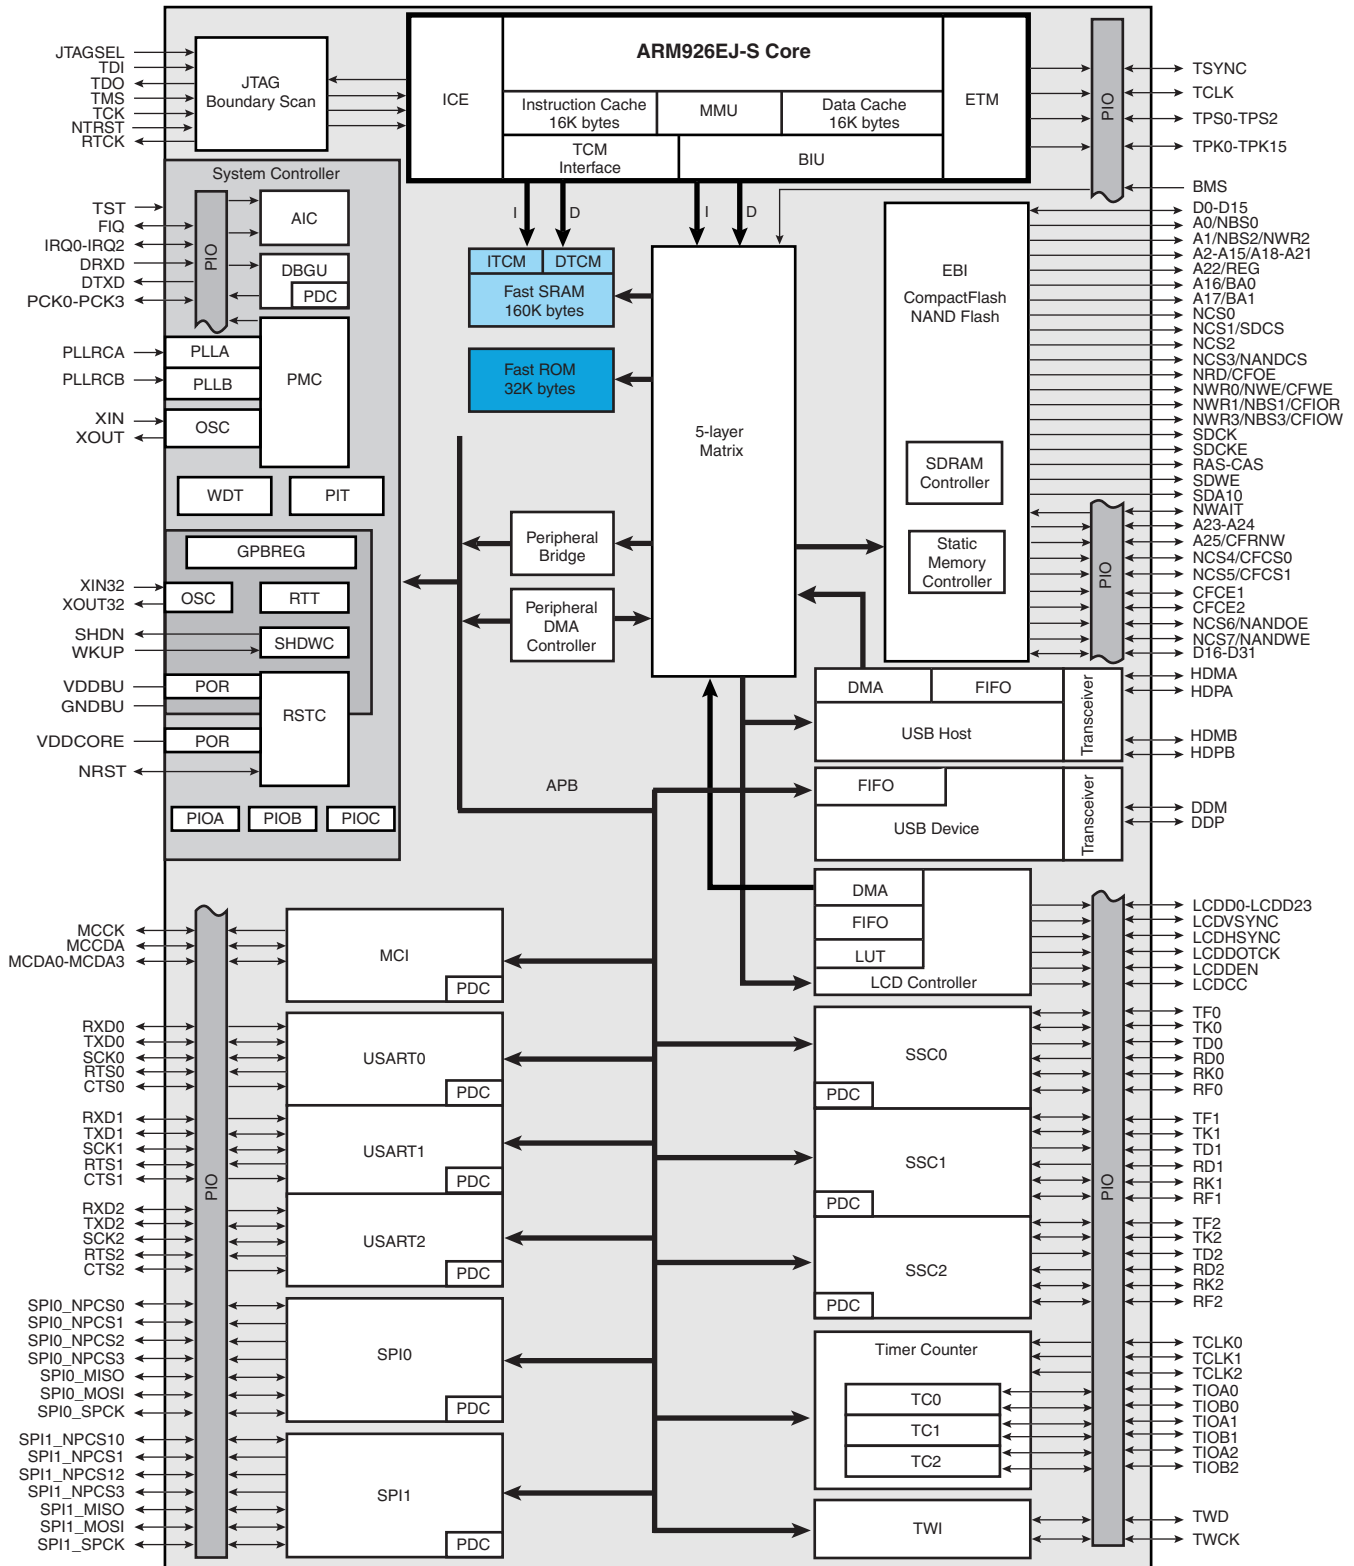 ARM926EJ-S Core
ICE
ETM
Instruction Cache
16K bytes
MMU
Data Cache
16K bytes
TCM
Interface
BIU
JTAG
Boundary Scan
JTAGSEL
TDI
TDO
TMS
TCK
NTRST
RTCK
System Controller
TST
FIQ
IRQ0-IRQ2
DRXD
DTXD
PCK0-PCK3
PIO
AIC
DBGU
PDC
PLLRCA
PLLRCB
XIN
XOUT
PLLA
PLLB
OSC
PMC
WDT
PIT
GPBREG
XIN32
XOUT32
OSC
RTT
SHDN
WKUP
SHDWC
VDDBU
GNDBU
POR
RSTC
VDDCORE
POR
NRST
PIOA
PIOB
PIOC
I
D
I
D
ITCM
DTCM
Fast SRAM
160K bytes
Fast ROM
32K bytes
5-layer
Matrix
Peripheral
Bridge
Peripheral
DMA
Controller
APB
PIO
TSYNC
TCLK
TPS0-TPS2
TPK0-TPK15
BMS
EBI
CompactFlash
NAND Flash
SDRAM
Controller
Static
Memory
Controller
D0-D15
A0/NBS0
A1/NBS2/NWR2
A2-A15/A18-A21
A22/REG
A16/BA0
A17/BA1
NCS0
NCS1/SDCS
NCS2
NCS3/NANDCS
NRD/CFOE
NWR0/NWE/CFWE
NWR1/NBS1/CFIOR
NWR3/NBS3/CFIOW
SDCK
SDCKE
RAS-CAS
SDWE
SDA10
PIO
NWAIT
A23-A24
A25/CFRNW
NCS4/CFCS0
NCS5/CFCS1
CFCE1
CFCE2
NCS6/NANDOE
NCS7/NANDWE
D16-D31
DMA
FIFO
USB Host
Transceiver
HDMA
HDPA
HDMB
HDPB
FIFO
USB Device
Transceiver
DDM
DDP
DMA
FIFO
LUT
LCD Controller
LCDD0-LCDD23
LCDVSYNC
LCDHSYNC
LCDDOTCK
LCDDEN
LCDCC
MCCK
MCCDA
MCDA0-MCDA3
MCI
PDC
RXD0
TXD0
SCK0
RTS0
CTS0
USART0
PDC
RXD1
TXD1
SCK1
RTS1
CTS1
USART1
PDC
PIO
RXD2
TXD2
SCK2
RTS2
CTS2
USART2
PDC
SPI0_NPCS0
SPI0_NPCS1
SPI0_NPCS2
SPI0_NPCS3
SPI0_MISO
SPI0_MOSI
SPI0_SPCK
SPI0
PDC
SPI1_NPCS10
SPI1_NPCS1
SPI1_NPCS12
SPI1_NPCS3
SPI1_MISO
SPI1_MOSI
SPI1_SPCK
SPI1
PDC
SSC0
PDC
TF0
TK0
TD0
RD0
RK0
RF0
SSC1
PDC
PIO
TF1
TK1
TD1
RD1
RK1
RF1
SSC2
PDC
TF2
TK2
TD2
RD2
RK2
RF2
Timer Counter
TC0
TC1
TC2
TCLK0
TCLK1
TCLK2
TIOA0
TIOB0
TIOA1
TIOB1
TIOA2
TIOB2
TWI
TWD
TWCK